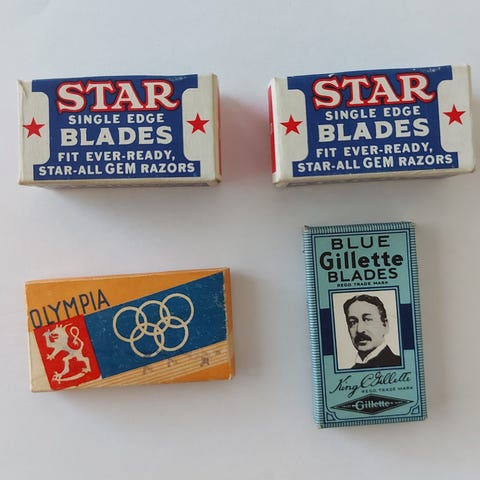 STAR
SINGLE EDGE
BLADES
FIT EVER-READY,
STAR-ALL GEM RAZORS
STAR
SINGLE EDGE
BLADES
FIT EVER-READY,
STAR-ALL GEM RAZORS
OLYMPIA
BLUE
Gillette
BLADES
REGD. TRADE MARK
King C. Gillette
REGD. TRADE MARK
Gillette